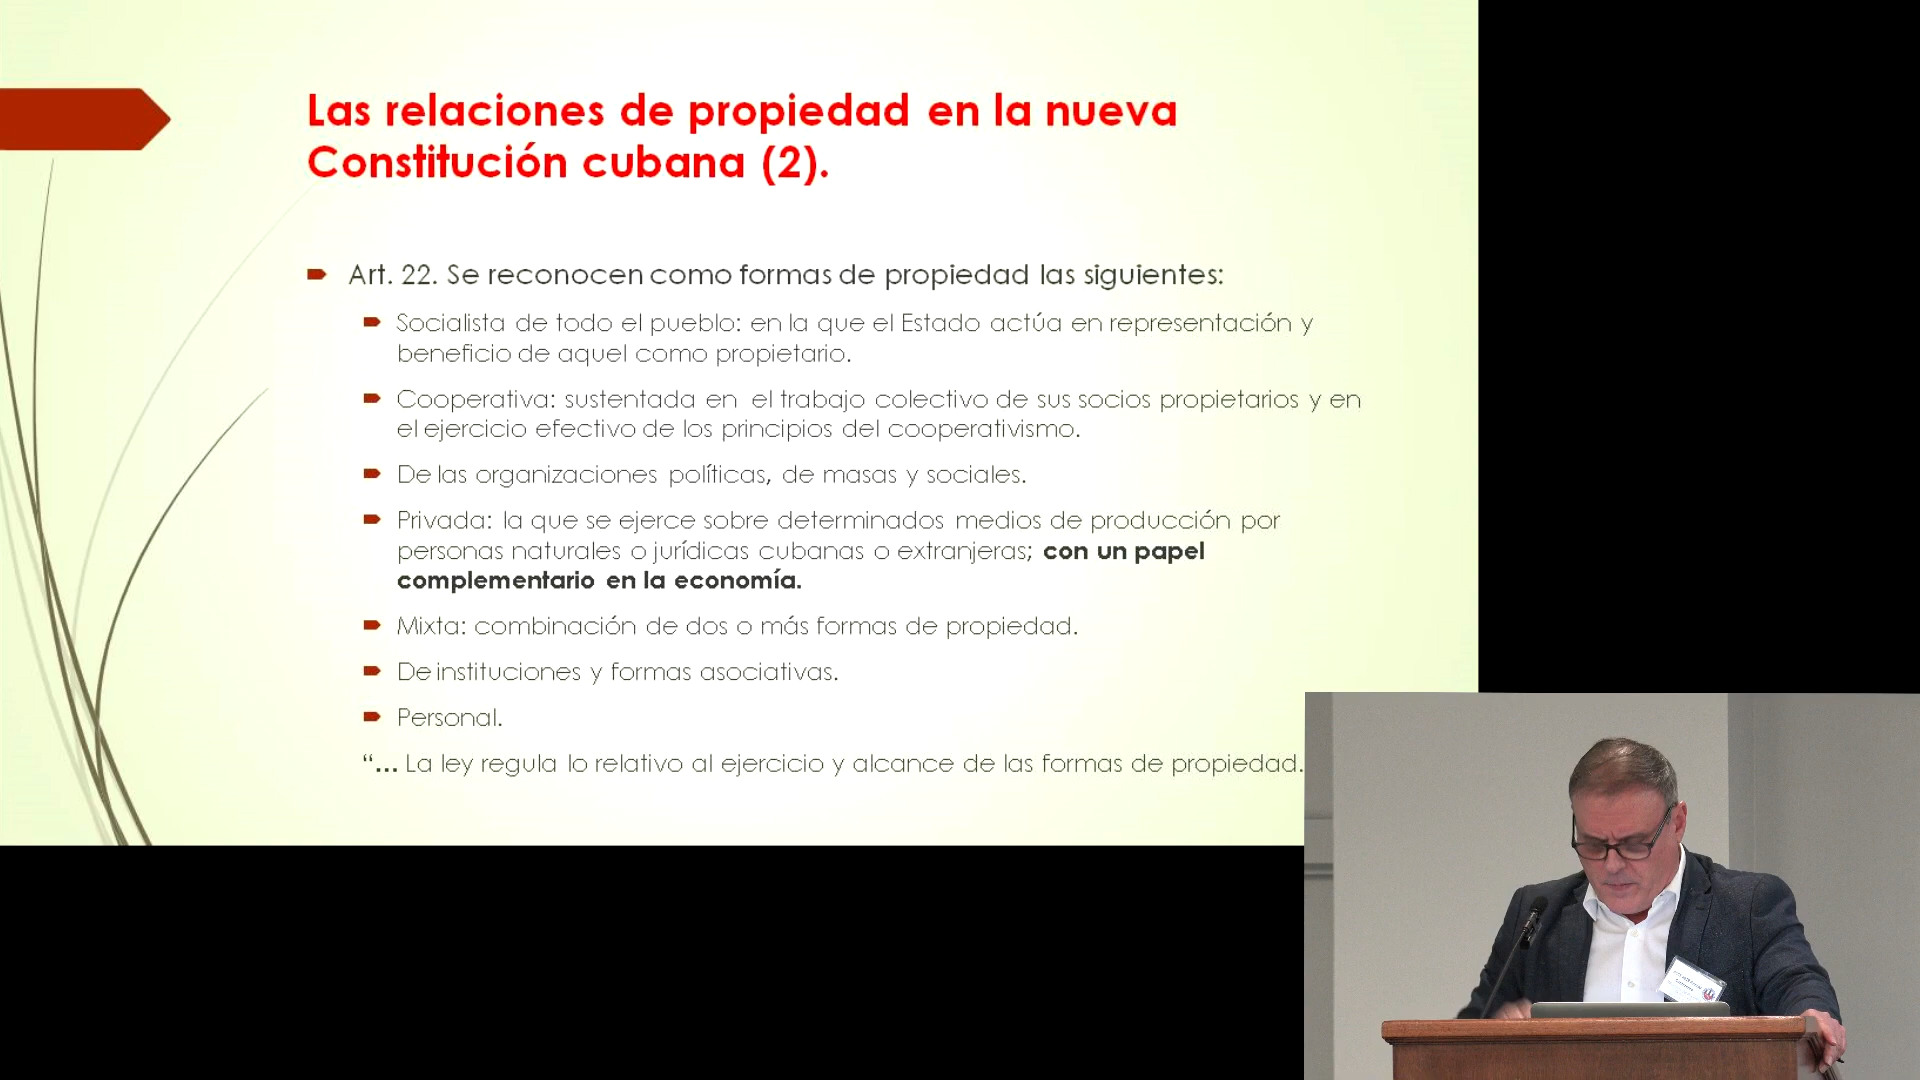 Las relaciones de propiedad en la nueva
Constitución cubana (2).
Art. 22. Se reconocen como formas de propiedad las siguientes:
Socialista de todo el pueblo: en la que el Estado actúa en representación y
beneficio de aquel como propietario.
Cooperativa: sustentada en el trabajo colectivo de sus socios propietarios y en
el ejercicio efectivo de los principios del cooperativismo.
De las organizaciones políticas, de masas y sociales.
Privada: la que se ejerce sobre determinados medios de producción por
personas naturales o jurídicas cubanas o extranjeras; con un papel
complementario en la economía.
Mixta: combinación de dos o más formas de propiedad.
De instituciones y formas asociativas.
Personal.
“... La ley regula lo relativo al ejercicio y alcance de las formas de propiedad.